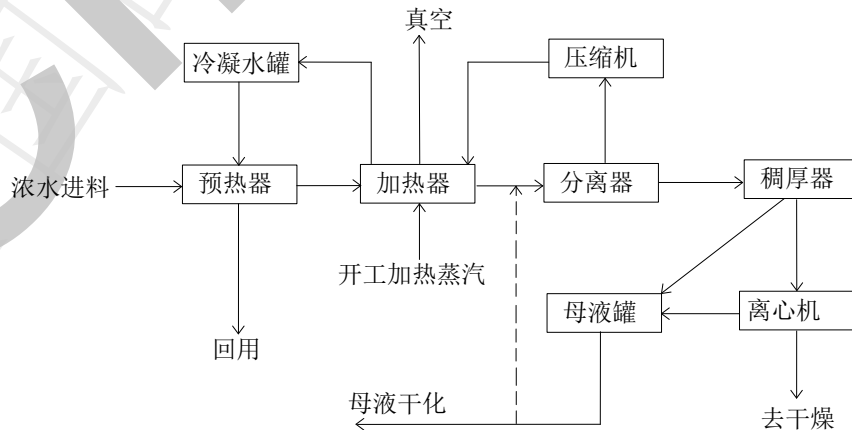 真空
冷凝水罐
压缩机
浓水进料
预热器
加热器
分离器
稠厚器
开工加热蒸汽
母液罐
离心机
回用
母液干化
去干燥